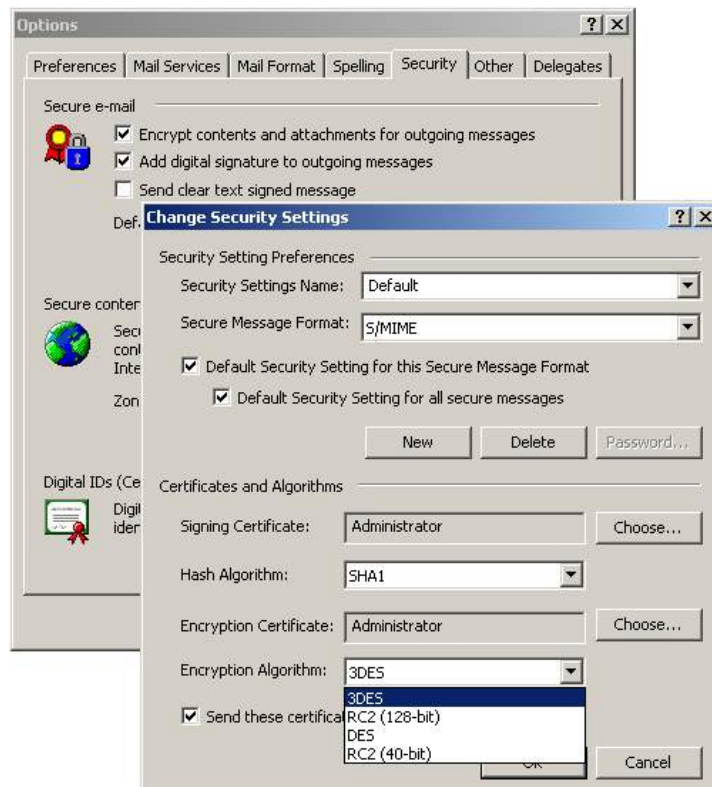 Options
Preferences Mail Services Mail Format Spelling Security Other Delegates
Secure e-mail
Encrypt contents and attachments for outgoing messages
Add digital signature to outgoing messages
Send clear text signed message
Change Security Settings
Security Setting Preferences
Security Settings Name: Default
Secure Message Format: S/MIME
Default Security Setting for this Secure Message Format
Default Security Setting for all secure messages
New Delete Password...
Certificates and Algorithms
Signing Certificate: Administrator Choose...
Hash Algorithm: SHA1
Encryption Certificate: Administrator Choose...
Encryption Algorithm: 3DES
3DES
RC2 (128-bit)
DES
RC2 (40-bit)
Send these
Cancel
Secure
Zon
Digital IDs